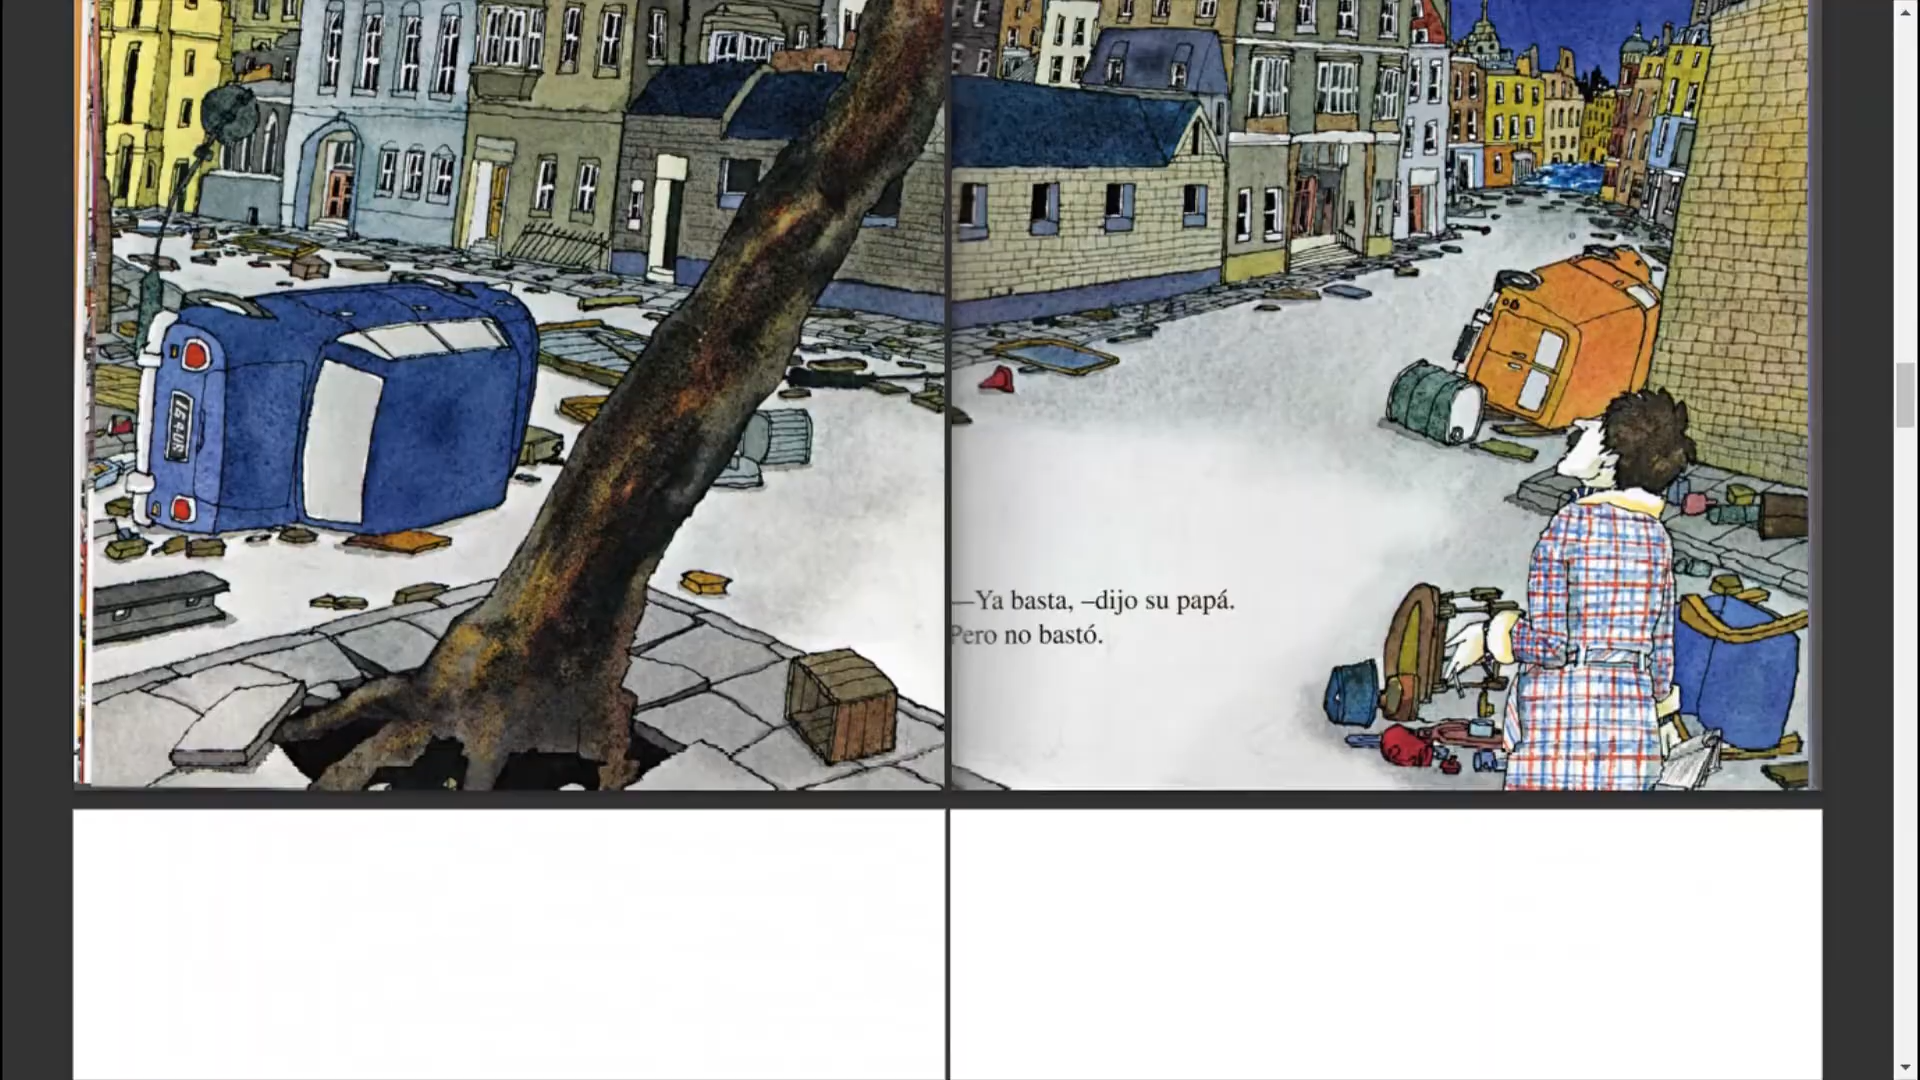 —Ya basta, –dijo su papá.
Pero no bastó.